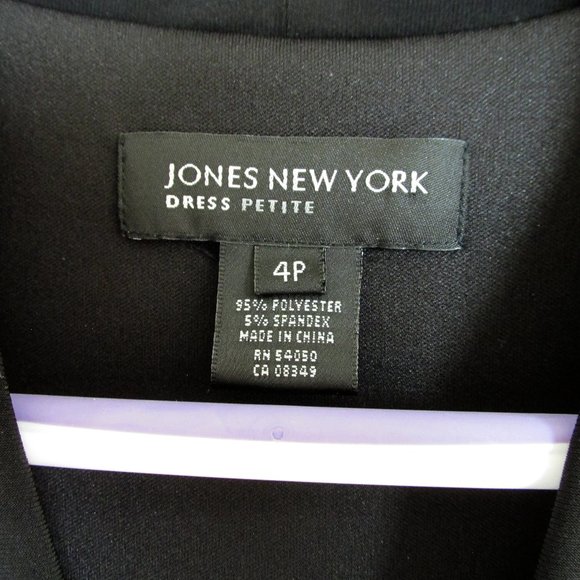 JONES NEW YORK
DRESS PETITE
4P
95% POLYESTER
5% SPANDEX
MADE IN CHINA
RN 54050
CA 08349